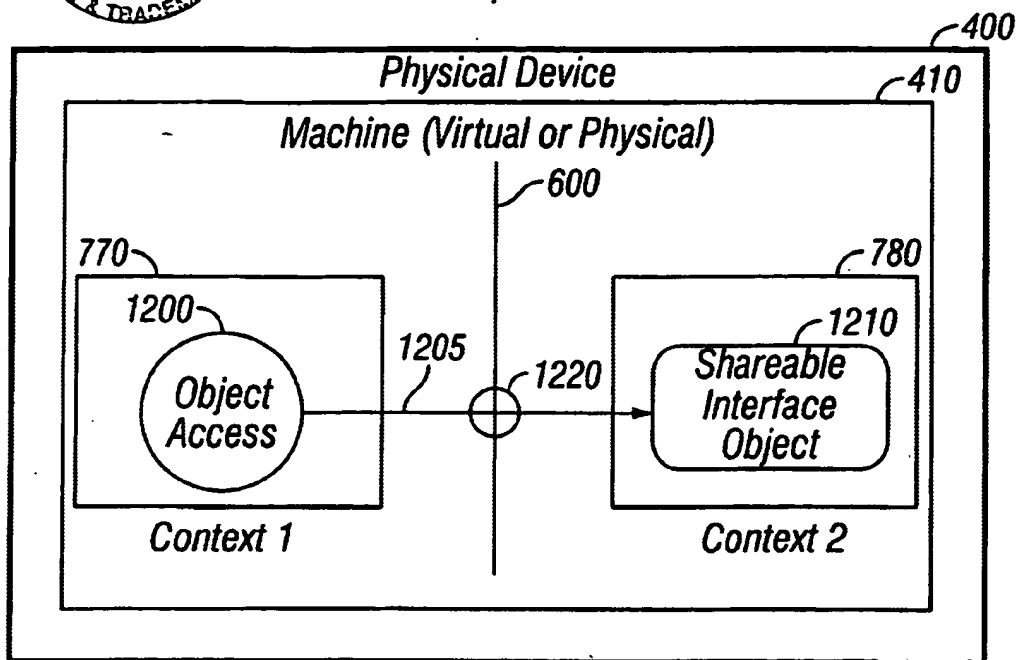 & TRADEM
400
Physical Device
410
Machine (Virtual or Physical)
600
770
780
1200
1205
1220
1210
Object
Access
Shareable
Interface
Object
Context 1
Context 2